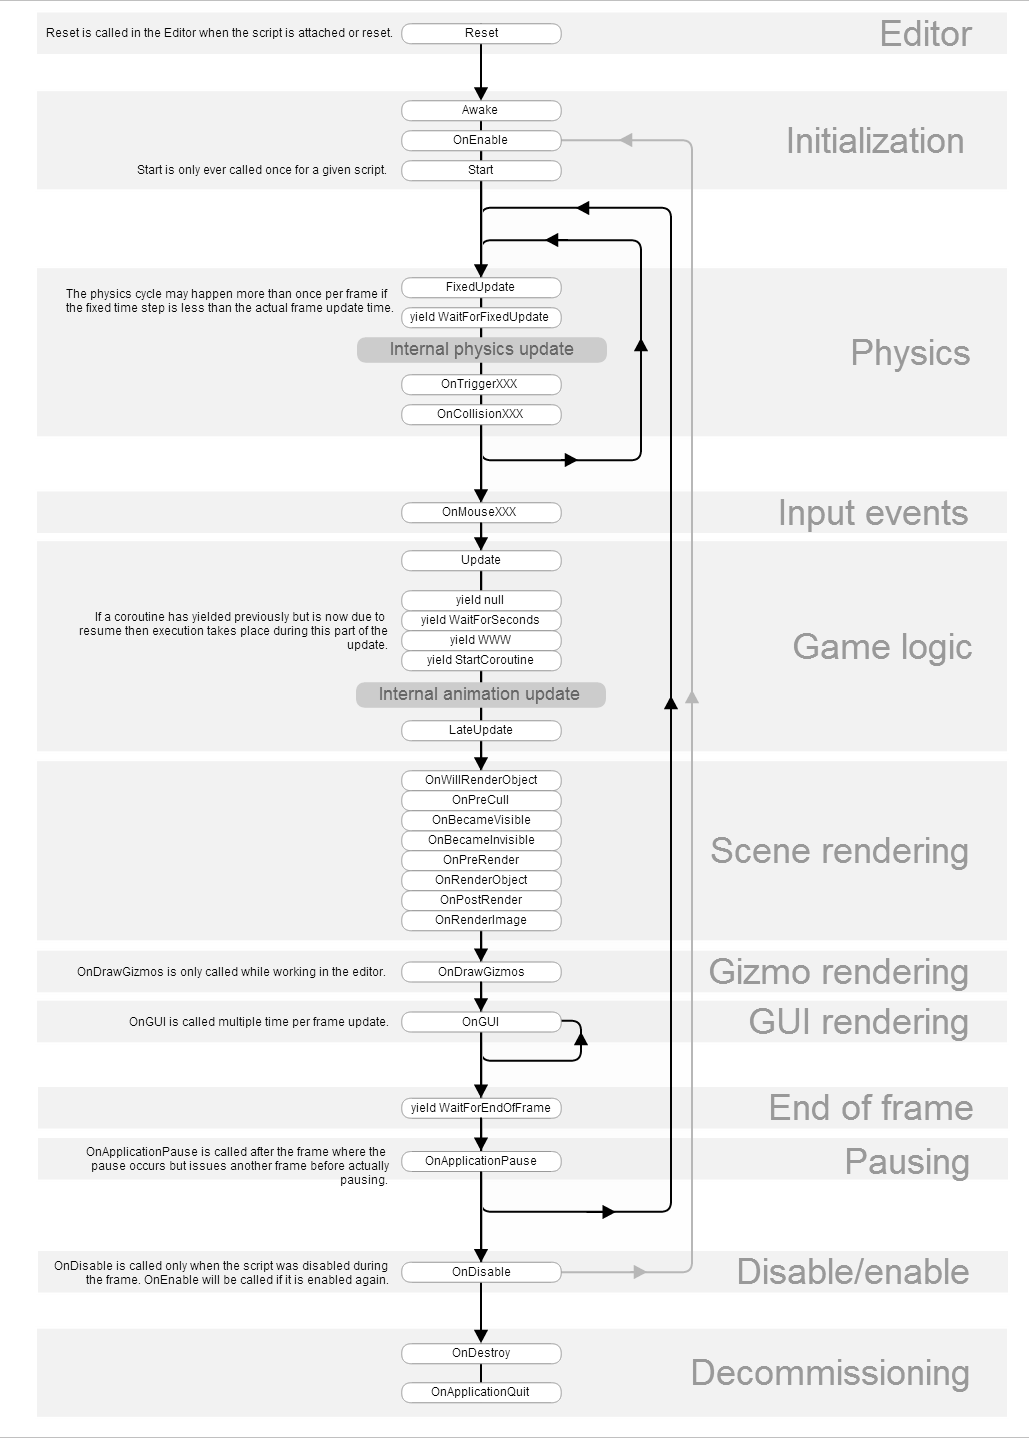 Reset is called in the Editor when the script is attached or reset.
Reset
Editor
Awake
OnEnable
Initialization
Start is only ever called once for a given script.
Start
FixedUpdate
The physics cycle may happen more than once per frame if
the fixed time step is less than the actual frame update time.
yield WaitForFixedUpdate
Internal physics update
Physics
OnTriggerXXX
OnCollisionXXX
OnMouseXXX
Input events
Update
yield null
If a coroutine has yielded previously but is now due to
resume then execution takes place during this part of the
update.
yield WaitForSeconds
yield WWW
yield StartCoroutine
Game logic
Internal animation update
LateUpdate
OnWillRenderObject
OnPreCull
OnBecameVisible
OnBecameInvisible
OnPreRender
OnRenderObject
OnPostRender
OnRenderImage
Scene rendering
OnDrawGizmos is only called while working in the editor.
OnDrawGizmos
Gizmo rendering
OnGUI is called multiple time per frame update.
OnGUI
GUI rendering
yield WaitForEndOfFrame
End of frame
OnApplicationPause is called after the frame where the
pause occurs but issues another frame before actually
pausing.
OnApplicationPause
Pausing
OnDisable is called only when the script was disabled during
the frame. OnEnable will be called if it is enabled again.
OnDisable
Disable/enable
OnDestroy
OnApplicationQuit
Decommissioning